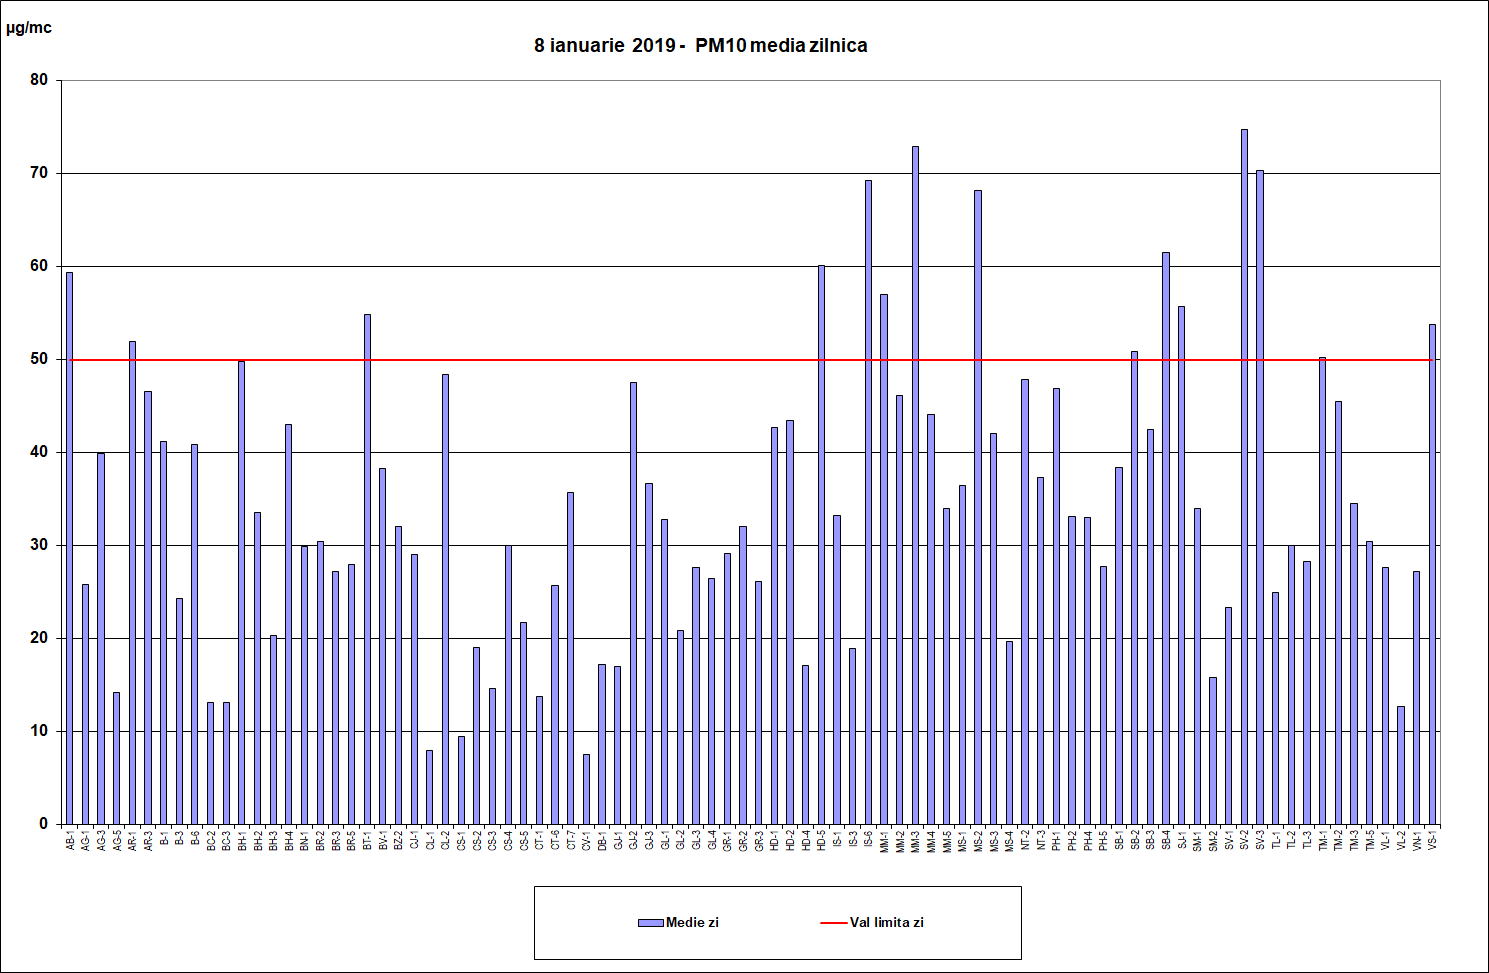 µg/mc
8 ianuarie 2019 - PM10 media zilnica
80
70
60
50
40
30
20
10
0
AB-1 AG-1 AG-3 AG-5 AR-1 AR-3 B-1 B-3 B-6 BC-2 BC-3 BH-1 BH-2 BH-3 BH-4 BN-1 BR-2 BR-3 BR-5 BT-1 BV-1 BZ-2 CJ-1 CL-1 CL-2 CS-1 CS-2 CS-3 CS-4 CS-5 CT-1 CT-6 CT-7 CV-1 DB-1 GJ-1 GJ-2 GJ-3 GL-1 GL-2 GL-3 GL-4 GR-1 GR-2 GR-3 HD-1 HD-2 HD-4 HD-5 IS-1 IS-3 IS-6 MM-1 MM-2 MM-3 MM-4 MM-5 MS-1 MS-2 MS-3 MS-4 NT-2 NT-3 PH-1 PH-2 PH-4 PH-5 SB-1 SB-2 SB-3 SB-4 SJ-1 SM-1 SM-2 SV-1 SV-2 SV-3 TL-1 TL-2 TL-3 TM-1 TM-2 TM-3 TM-5 VL-1 VL-2 VN-1 VS-1
Medie zi Val limita zi